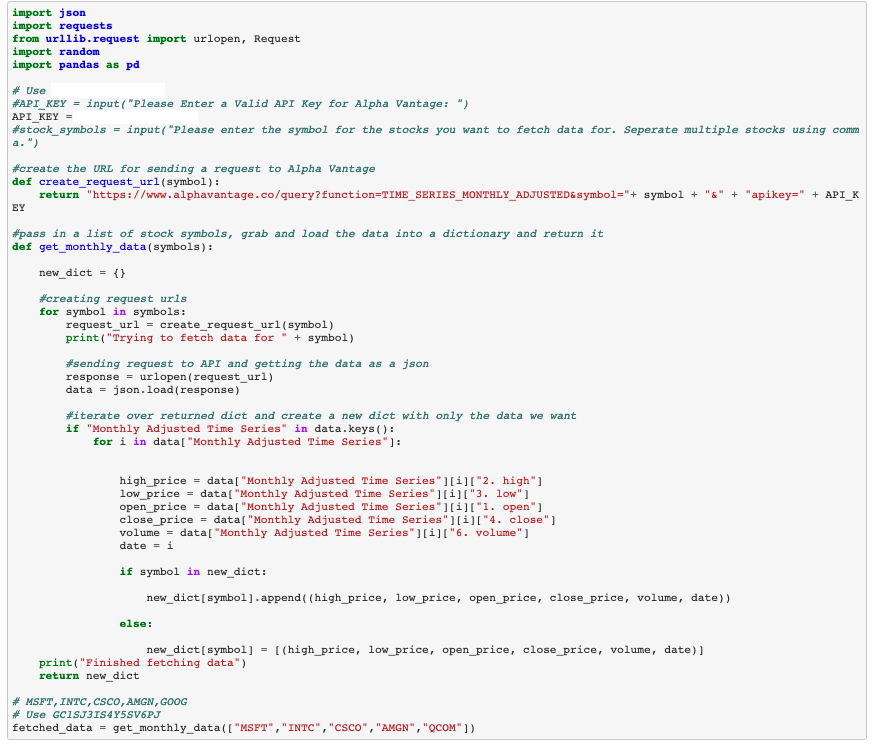 import json
import requests
from urllib.request import urlopen, Request
import random
import pandas as pd
# Use
#API_KEY = input("Please Enter a Valid API Key for Alpha Vantage: ")
API_KEY =
#stock_symbols = input("Please enter the symbol for the stocks you want to fetch data for. Seperate multiple stocks using comm
a.")
#create the URL for sending a request to Alpha Vantage
def create_request_url(symbol):
    return "https://www.alphavantage.co/query?function=TIME_SERIES_MONTHLY_ADJUSTED&symbol="+ symbol + "&" + "apikey=" + API_K
EY
#pass in a list of stock symbols, grab and load the data into a dictionary and return it
def get_monthly_data(symbols):
    new_dict = {}
    #creating request urls
    for symbol in symbols:
        request_url = create_request_url(symbol)
        print("Trying to fetch data for " + symbol)
        #sending request to API and getting the data as a json
        response = urlopen(request_url)
        data = json.load(response)
        #iterate over returned dict and create a new dict with only the data we want
        if "Monthly Adjusted Time Series" in data.keys():
            for i in data["Monthly Adjusted Time Series"]:
                high_price = data["Monthly Adjusted Time Series"][i]["2. high"]
                low_price = data["Monthly Adjusted Time Series"][i]["3. low"]
                open_price = data["Monthly Adjusted Time Series"][i]["1. open"]
                close_price = data["Monthly Adjusted Time Series"][i]["4. close"]
                volume = data["Monthly Adjusted Time Series"][i]["6. volume"]
                date = i
                if symbol in new_dict:
                    new_dict[symbol].append((high_price, low_price, open_price, close_price, volume, date))
                else:
                    new_dict[symbol] = [(high_price, low_price, open_price, close_price, volume, date)]
    print("Finished fetching data")
    return new_dict
# MSFT,INTC,CSCO,AMGN,GOOG
# Use GC1SJ3IS4Y5SV6PJ
fetched_data = get_monthly_data(["MSFT","INTC","CSCO","AMGN","QCOM"])